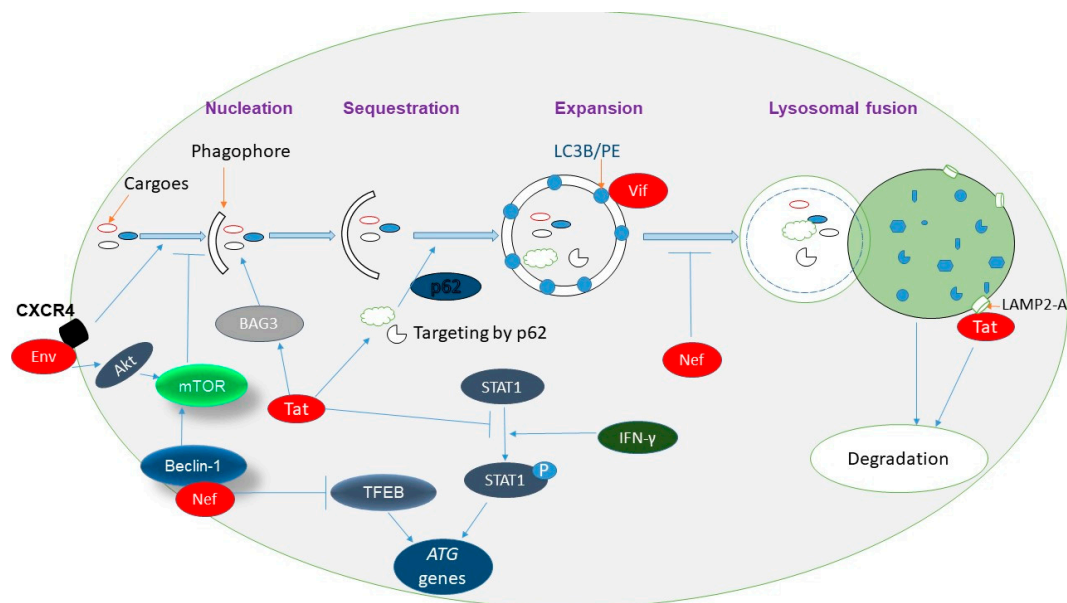 Nucleation
Sequestration
Expansion
Lysosomal fusion
Phagophore
LC3B/PE
Cargoes
Vif
CXCR4
p62
LAMP2-A
BAG3
Targeting by p62
Tat
Env
Akt
Nef
mTOR
STAT1
Tat
IFN-γ
Beclin-1
Degradation
Nef
TFEB
STAT1
P
ATG
genes